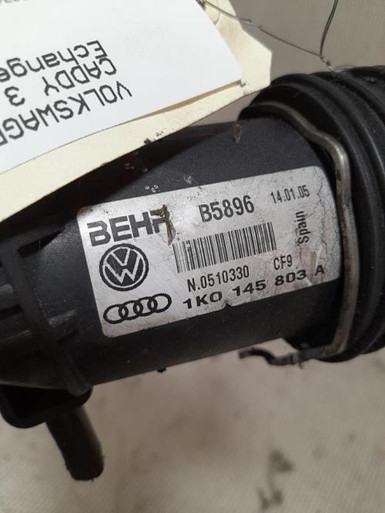 VOLKSWAGE
CADDY 3
Echange
BEHR B5896 14.01.05
Spain
N.0510330 CF9
1K0 145 803 A